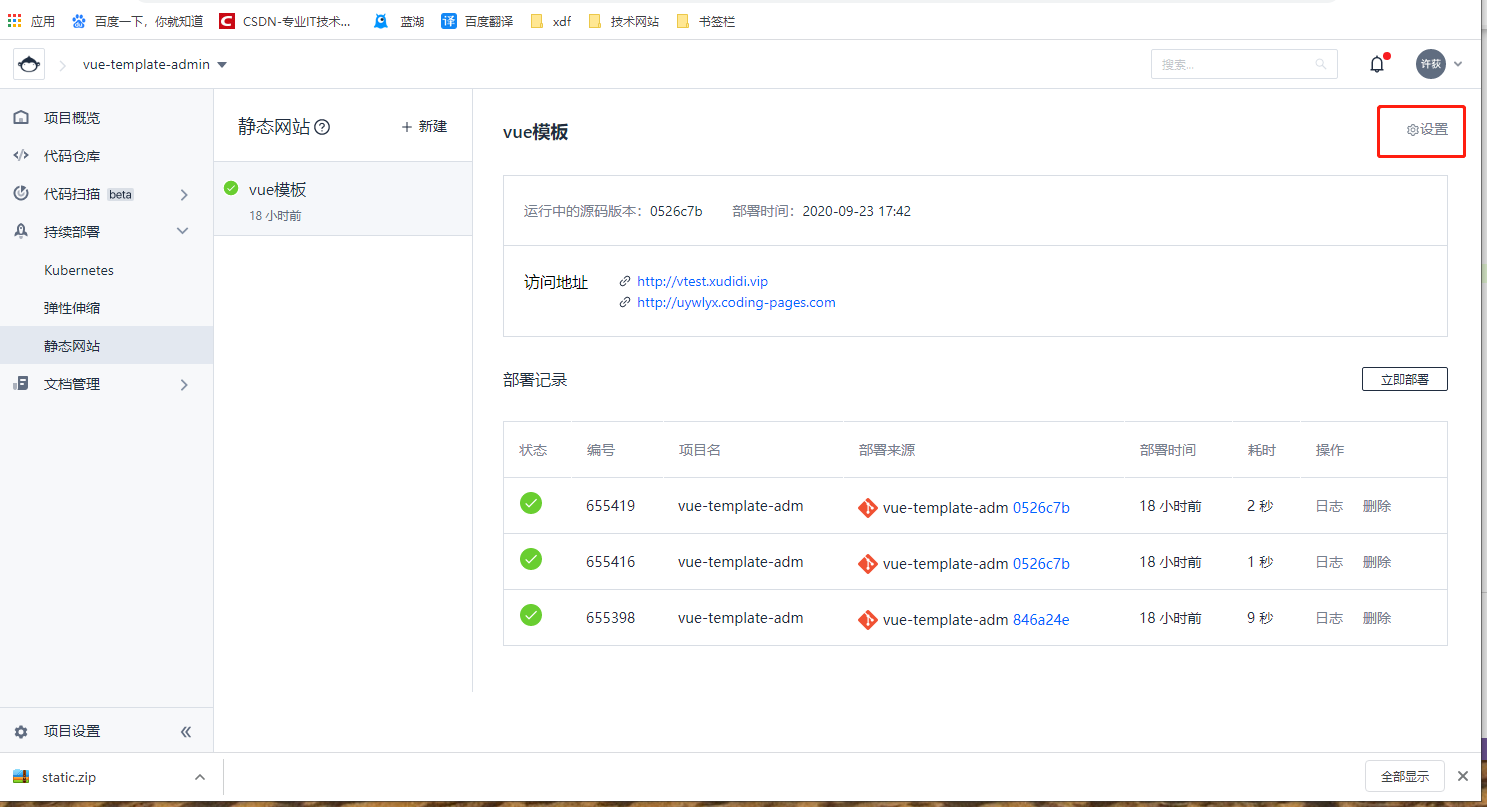 应用 百度一下，你就知道 CSDN-专业IT技术... 蓝湖 译 百度翻译 xdf 技术网站 书签栏
vue-template-admin 搜索... 许荻
项目概览
代码仓库
代码扫描 beta
持续部署
Kubernetes
弹性伸缩
静态网站
文档管理
项目设置
静态网站 + 新建
vue模板
18 小时前
vue模板 设置
运行中的源码版本： 0526c7b 部署时间： 2020-09-23 17:42
访问地址 http://vtest.xudidi.vip
http://uywlyx.coding-pages.com
部署记录 立即部署
状态 编号 项目名 部署来源 部署时间 耗时 操作
655419 vue-template-adm vue-template-adm 0526c7b 18 小时前 2 秒 日志 删除
655416 vue-template-adm vue-template-adm 0526c7b 18 小时前 1 秒 日志 删除
655398 vue-template-adm vue-template-adm 846a24e 18 小时前 9 秒 日志 删除
static.zip 全部显示